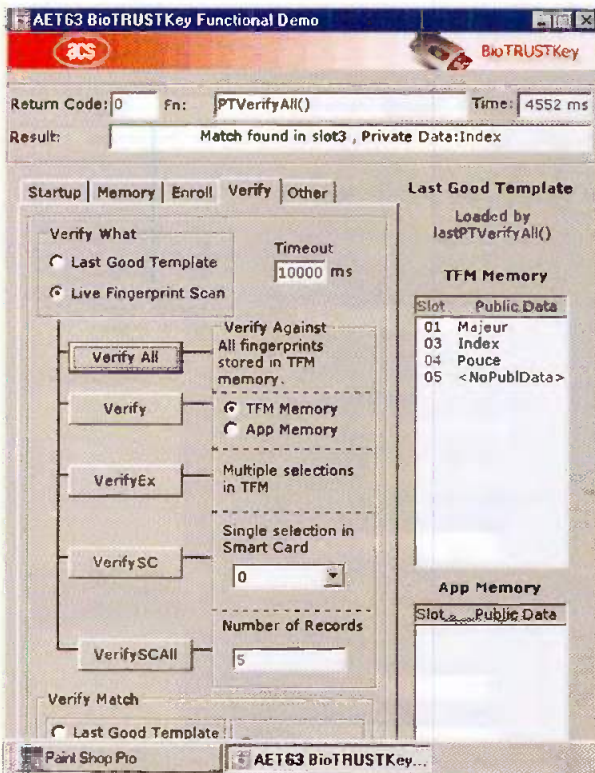 AET63 BioTRUSTKey Functional Demo
acs
BioTRUSTKey
Return Code: 0 Fn: PTVerifyAll() Time: 4552 ms
Result: Match found in slot3 , Private Data:Index
Startup Memory Enroll Verify Other
Verify What
Last Good Template
Live Fingerprint Scan
Timeout
10000 ms
Verify All
Verify Against
All fingerprints
stored in TFM
memory.
Verify
TFM Memory
App Memory
VerifyEx
Multiple selections
in TFM
VerifySC
Single selection in
Smart Card
0
VerifySCAll
Number of Records
5
Verify Match
Last Good Template
Last Good Template
Loaded by
lastPTVerifyAll()
TFM Memory
Slot Public Data
01 Majeur
03 Index
04 Pouce
05 <NoPublData>
App Memory
Slot Public Data
Paint Shop Pro
AET63 BioTRUSTKey...